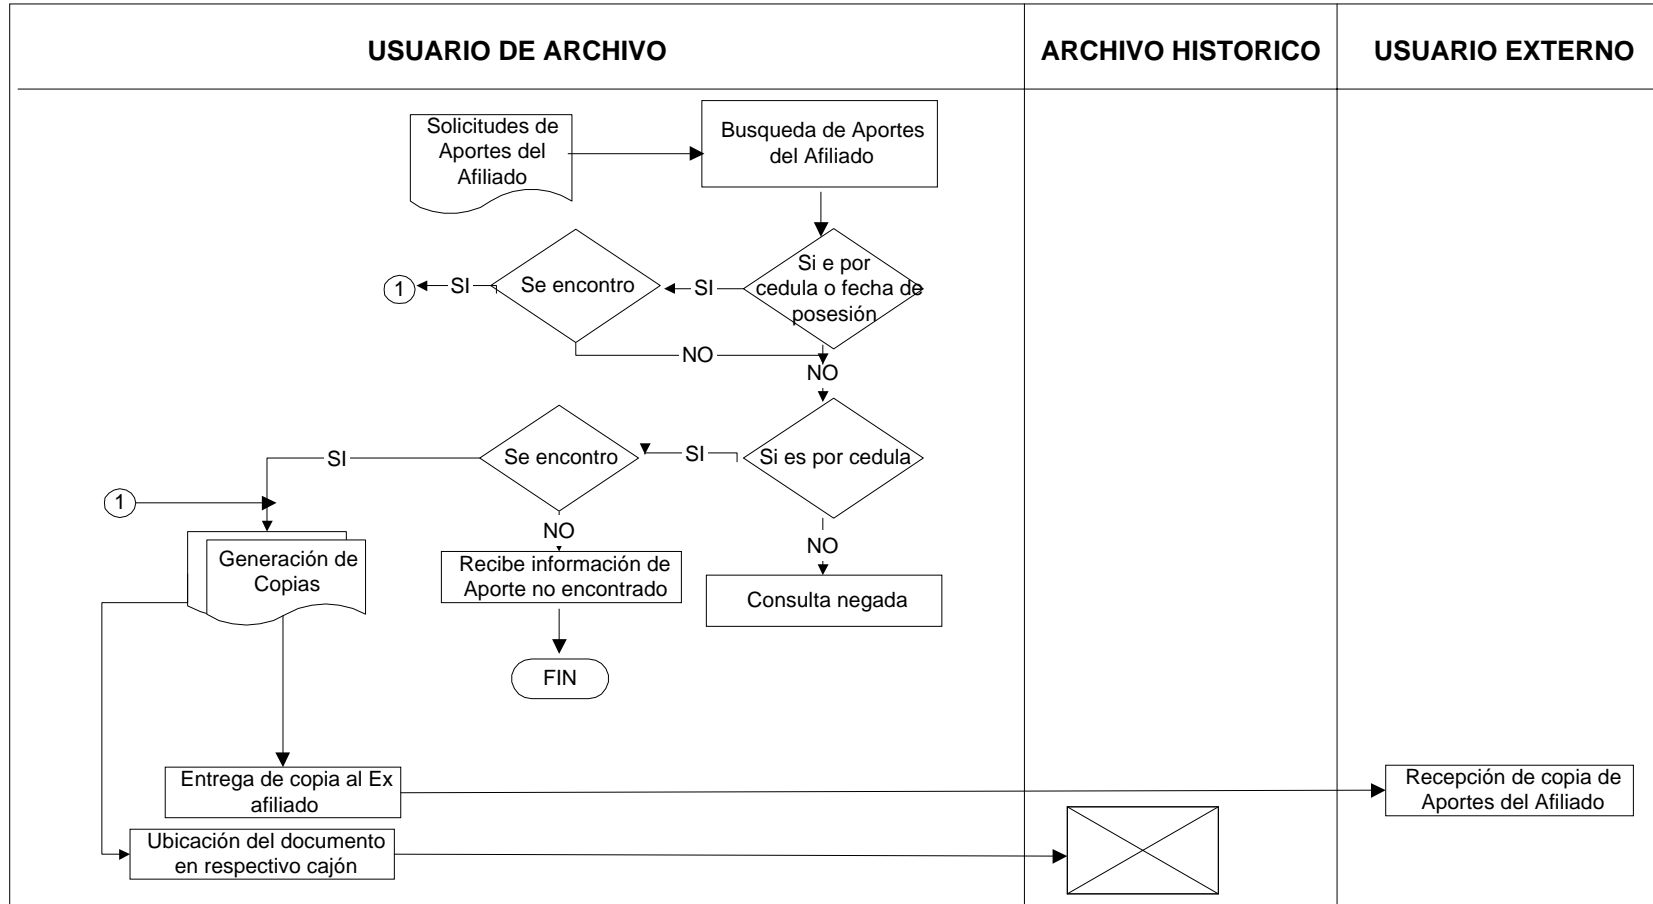 USUARIO DE ARCHIVO
ARCHIVO HISTORICO
USUARIO EXTERNO
Solicitudes de
Aportes del
Afiliado
Busqueda de Aportes
del Afiliado
Si e por
cedula o fecha de
posesión
SI
Se encontro
SI
1
NO
NO
Si es por cedula
SI
Se encontro
SI
1
NO
NO
Generación de
Copias
Recibe información de
Aporte no encontrado
Consulta negada
FIN
Entrega de copia al Ex
afiliado
Recepción de copia de
Aportes del Afiliado
Ubicación del documento
en respectivo cajón